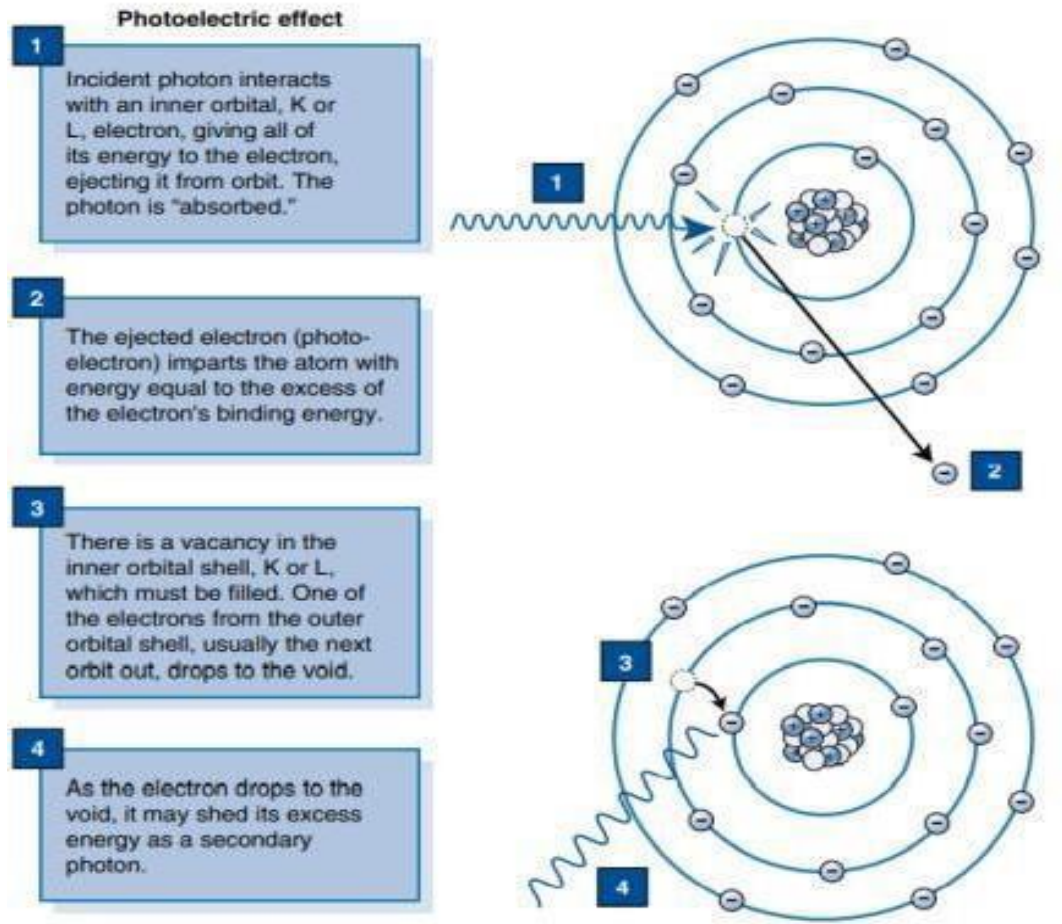 Photoelectric effect
1
Incident photon interacts
with an inner orbital, K or
L, electron, giving all of
its energy to the electron,
ejecting it from orbit. The
photon is “absorbed.”
2
The ejected electron (photo-
electron) imparts the atom with
energy equal to the excess of
the electron's binding energy.
3
There is a vacancy in the
inner orbital shell, K or L,
which must be filled. One of
the electrons from the outer
orbital shell, usually the next
orbit out, drops to the void.
4
As the electron drops to the
void, it may shed its excess
energy as a secondary
photon.
1
2
3
4